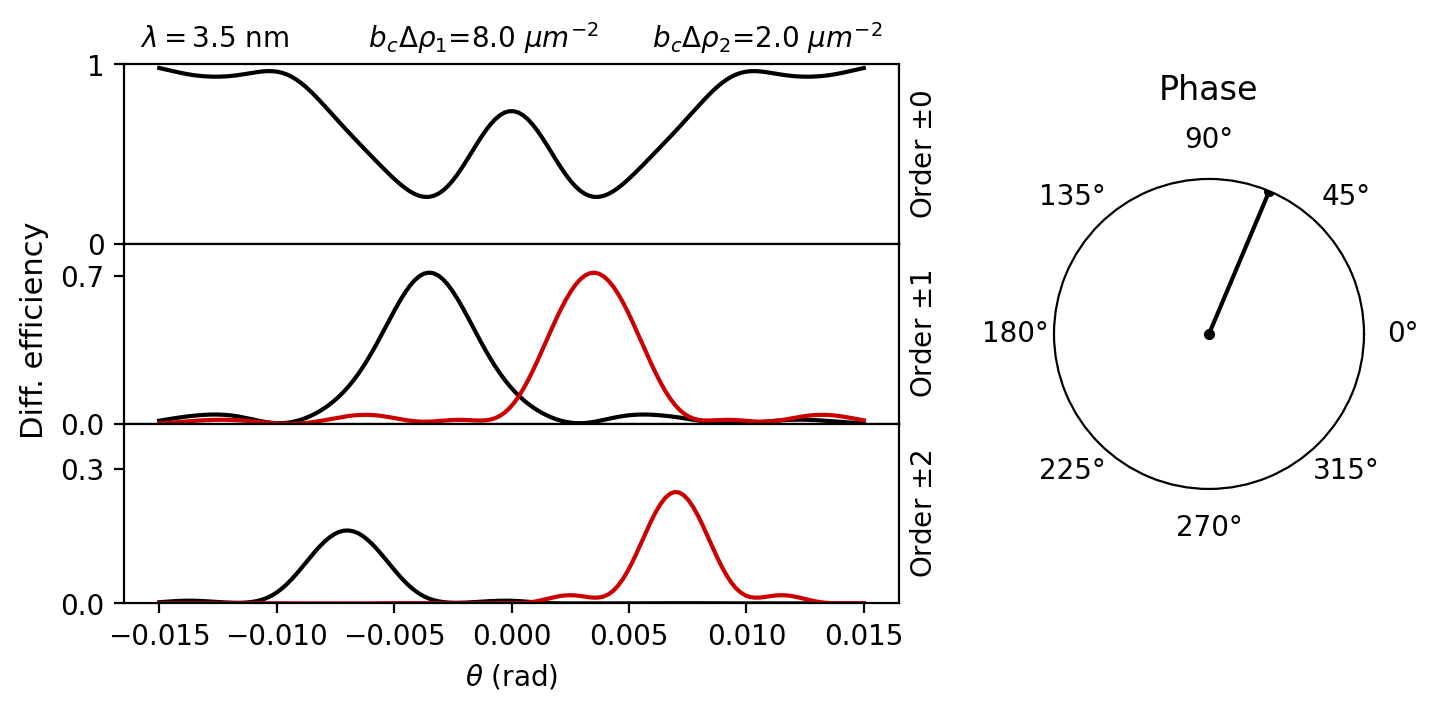 λ = 3.5 nm b_cΔρ₁=8.0 μm⁻² b_cΔρ₂=2.0 μm⁻²
1
0
Order ±0
Diff. efficiency
0.7
0.0
Order ±1
0.3
0.0
Order ±2
−0.015 −0.010 −0.005 0.000 0.005 0.010 0.015
θ (rad)
Phase
90°
135° 45°
180° 0°
225° 315°
270°